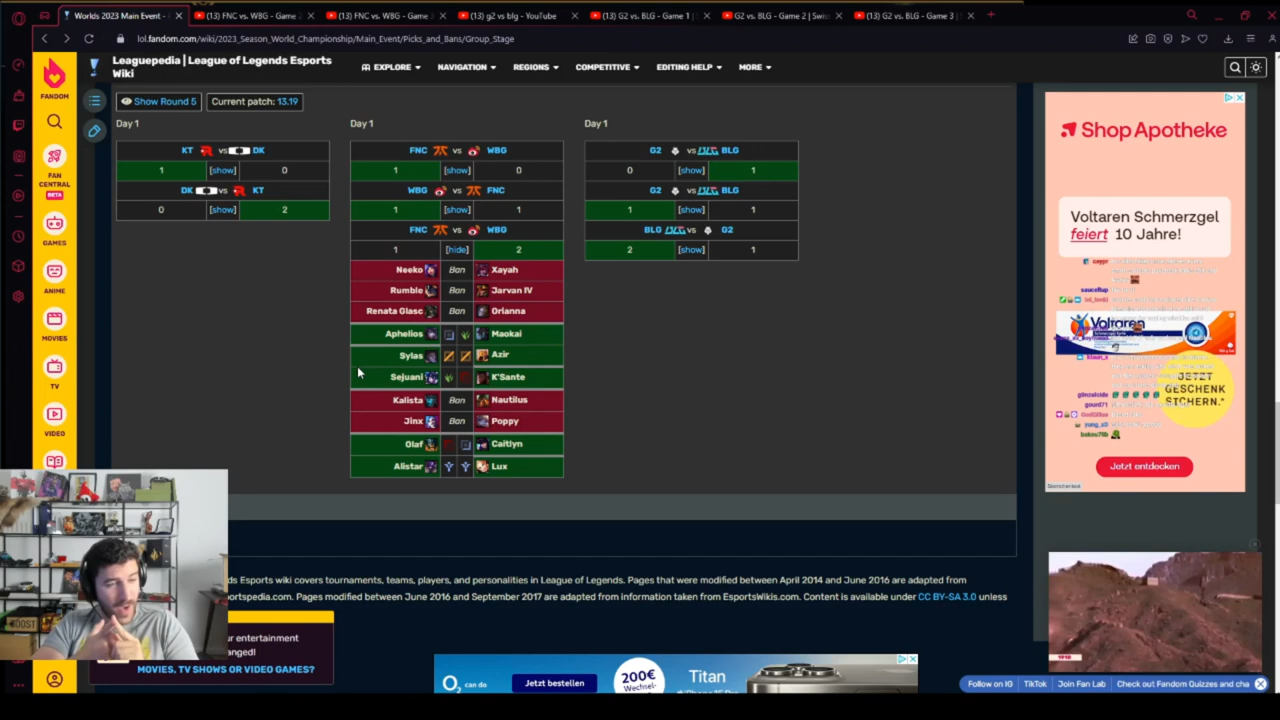 Worlds 2023 Main Event -
(13) FNC vs. WBG - Game 2
(13) FNC vs. WBG - Game
(13) g2 vs blg - YouTube
(13) G2 vs. BLG - Game 1 |
G2 vs. BLG - Game 2 | Swis
(13) G2 vs. BLG - Game 3 | S
lol.fandom.com/wiki/2023_Season_World_Championship/Main_Event/Picks_and_Bans/Group_Stage
FANDOM
Leaguepedia | League of Legends Esports
Wiki
EXPLORE
NAVIGATION
REGIONS
COMPETITIVE
EDITING HELP
MORE
FAN
CENTRAL
BETA
GAMES
ANIME
MOVIES
TV
VIDEO
Show Round 5
Current patch: 13.19
Day 1
KT vs DK
1 [show] 0
DK vs KT
0 [show] 2
Day 1
FNC vs WBG
1 [show] 0
WBG vs FNC
1 [show] 1
FNC vs WBG
1 [hide] 2
Neeko Ban Xayah
Rumble Ban Jarvan IV
Renata Glasc Ban Orianna
Aphelios Maokai
Sylas Azir
Sejuani K'Sante
Kalista Ban Nautilus
Jinx Ban Poppy
Olaf Caitlyn
Alistar Lux
Day 1
G2 vs BLG
0 [show] 1
G2 vs BLG
1 [show] 1
BLG vs G2
2 [show] 1
Shop Apotheke
Voltaren Schmerzgel
feiert 10 Jahre!
Voltaren
JETZT
GESCHENK
SICHERN.*
Jetzt entdecken
ds Esports wiki covers tournaments, teams, players, and personalities in League of Legends. Pages that were modified between April 2014 and June 2016 are adapted from
portspedia.com. Pages modified between June 2016 and September 2017 are adapted from information taken from EsportsWikis.com. Content is available under CC BY-SA 3.0 unless
ur entertainment
anged!
MOVIES, TV SHOWS OR VIDEO GAMES?
O2 can do
Jetzt bestellen
200€
Wechsel-
Titan
Follow on IG
TikTok
Join Fan Lab
Check out Fandom Quizzes and cha